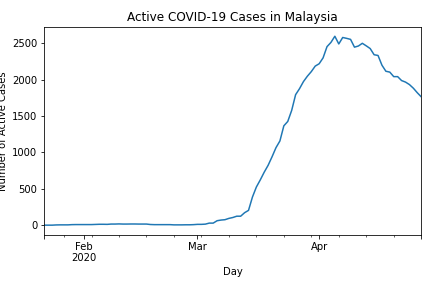 Active COVID-19 Cases in Malaysia
Number of Active Cases
2500
2000
1500
1000
500
0
Feb
2020
Mar
Apr
Day